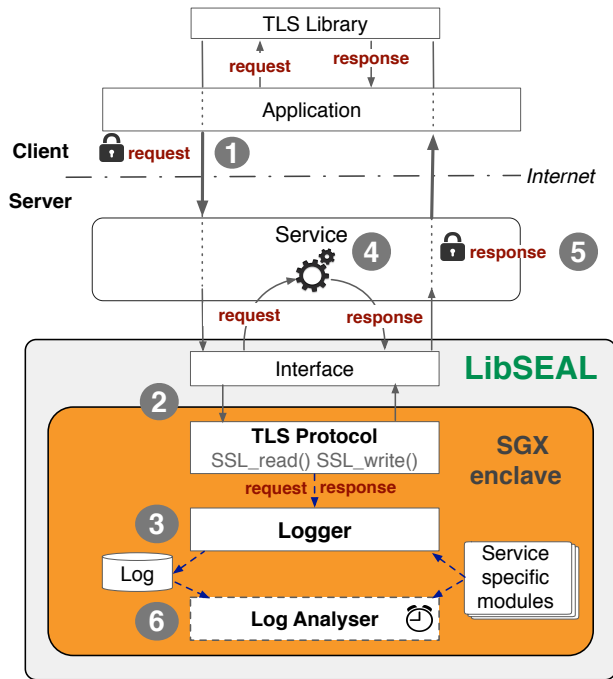 TLS Library
request
response
Application
Client
request
1
Internet
Server
Service
4
response
5
request
response
Interface
LibSEAL
2
TLS Protocol
SSL_read() SSL_write()
SGX
enclave
request response
3
Logger
Log
Service
specific
modules
6
Log Analyser